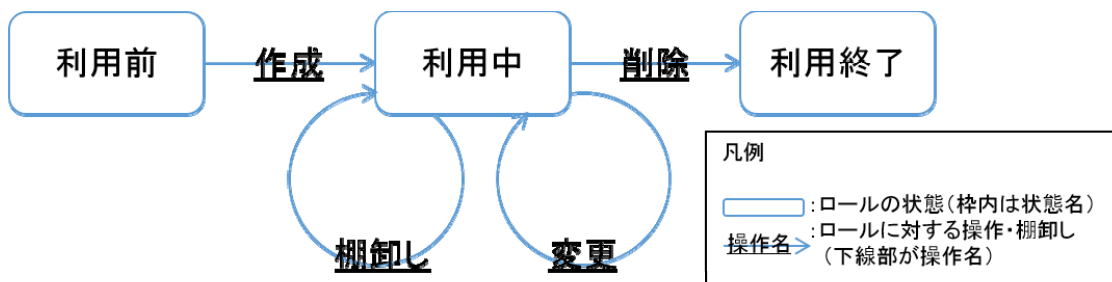 利用前
作成
利用中
削除
利用終了
棚卸し
変更
凡例
：ロールの状態（枠内は状態名）
操作名
：ロールに対する操作・棚卸し
（下線部が操作名）